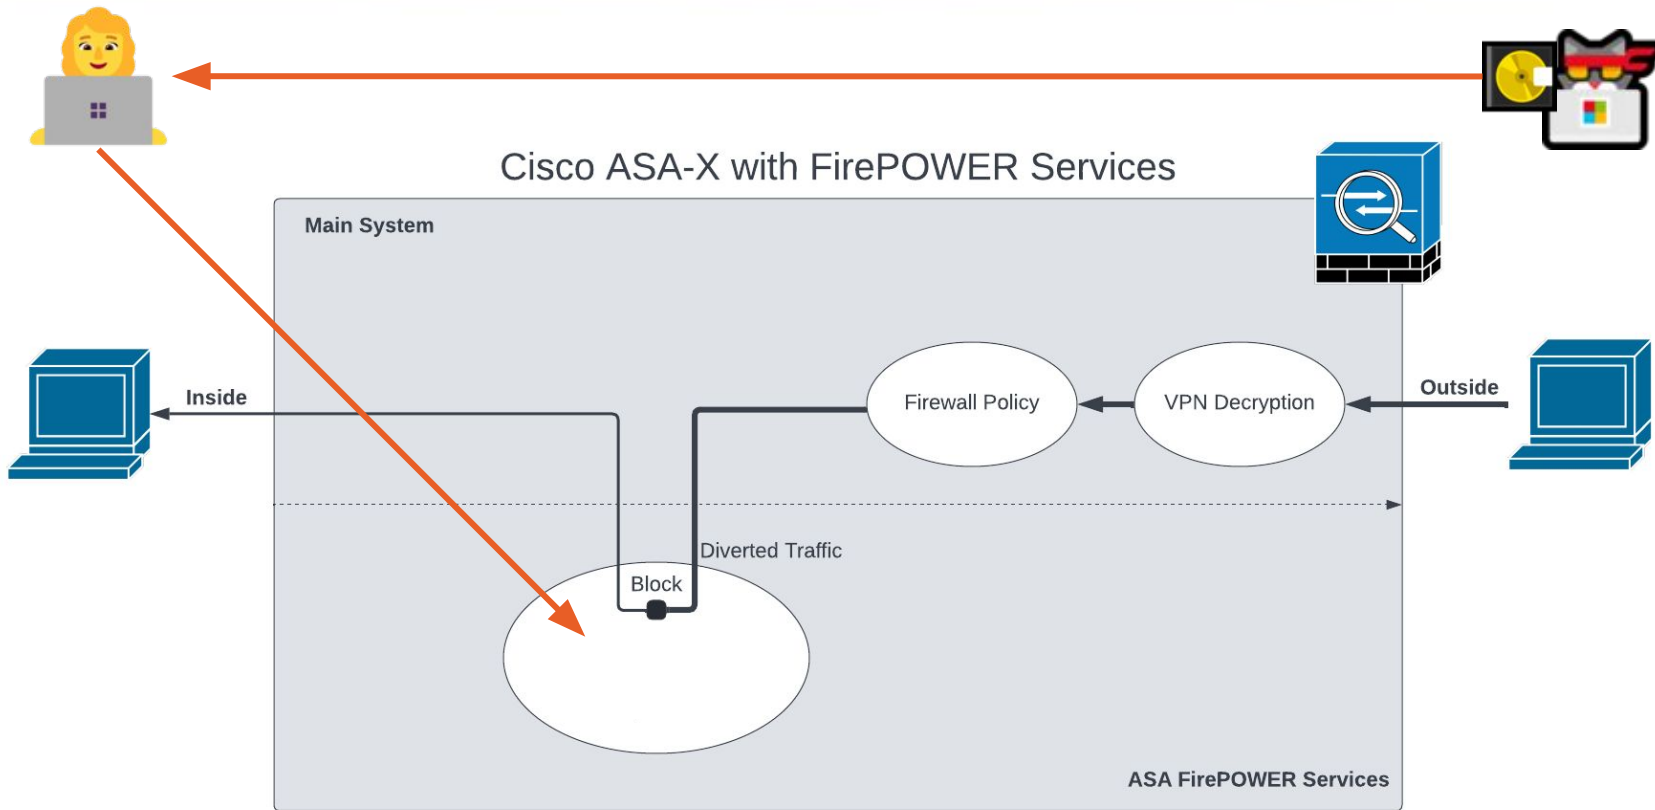 Cisco ASA-X with FirePOWER Services
Main System
Inside
Firewall Policy
VPN Decryption
Outside
Diverted Traffic
Block
ASA FirePOWER Services